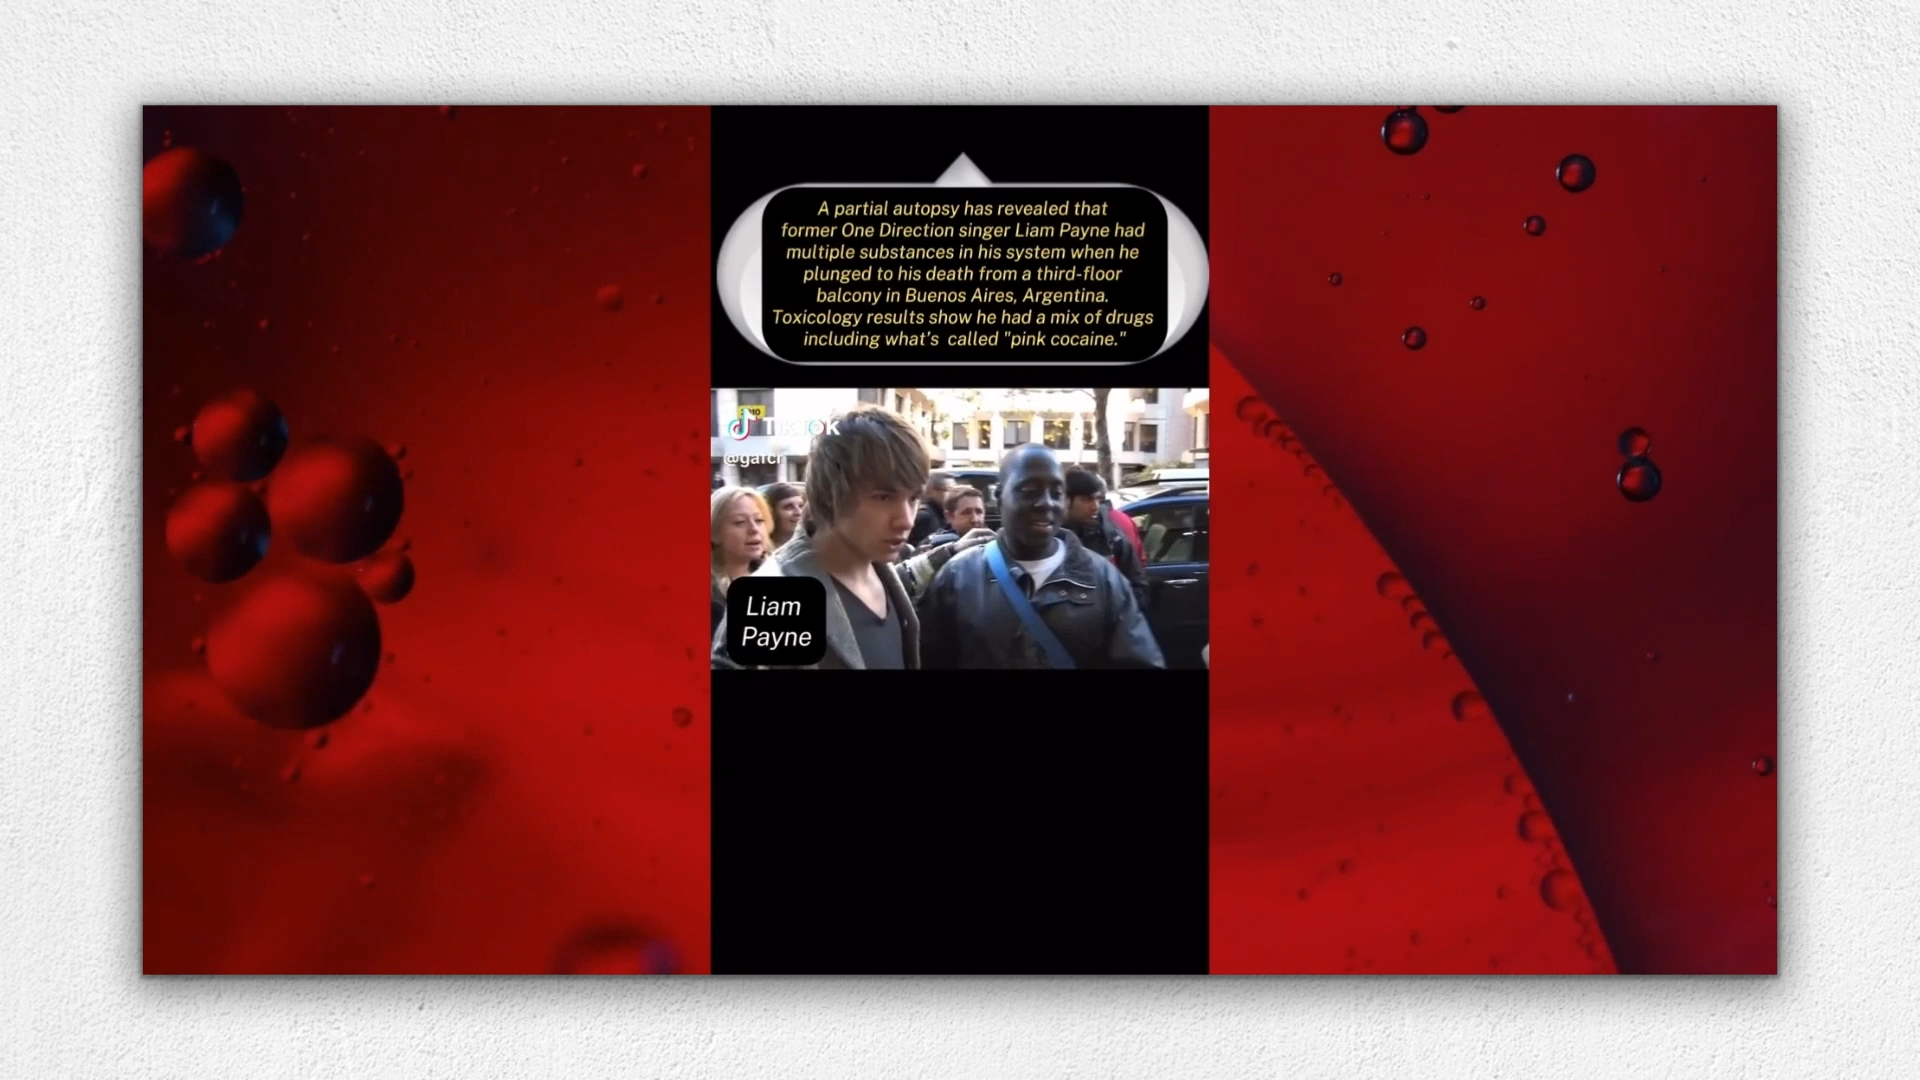 A partial autopsy has revealed that
former One Direction singer Liam Payne had
multiple substances in his system when he
plunged to his death from a third-floor
balcony in Buenos Aires, Argentina.
Toxicology results show he had a mix of drugs
including what's called "pink cocaine."
TikTok
Liam
Payne